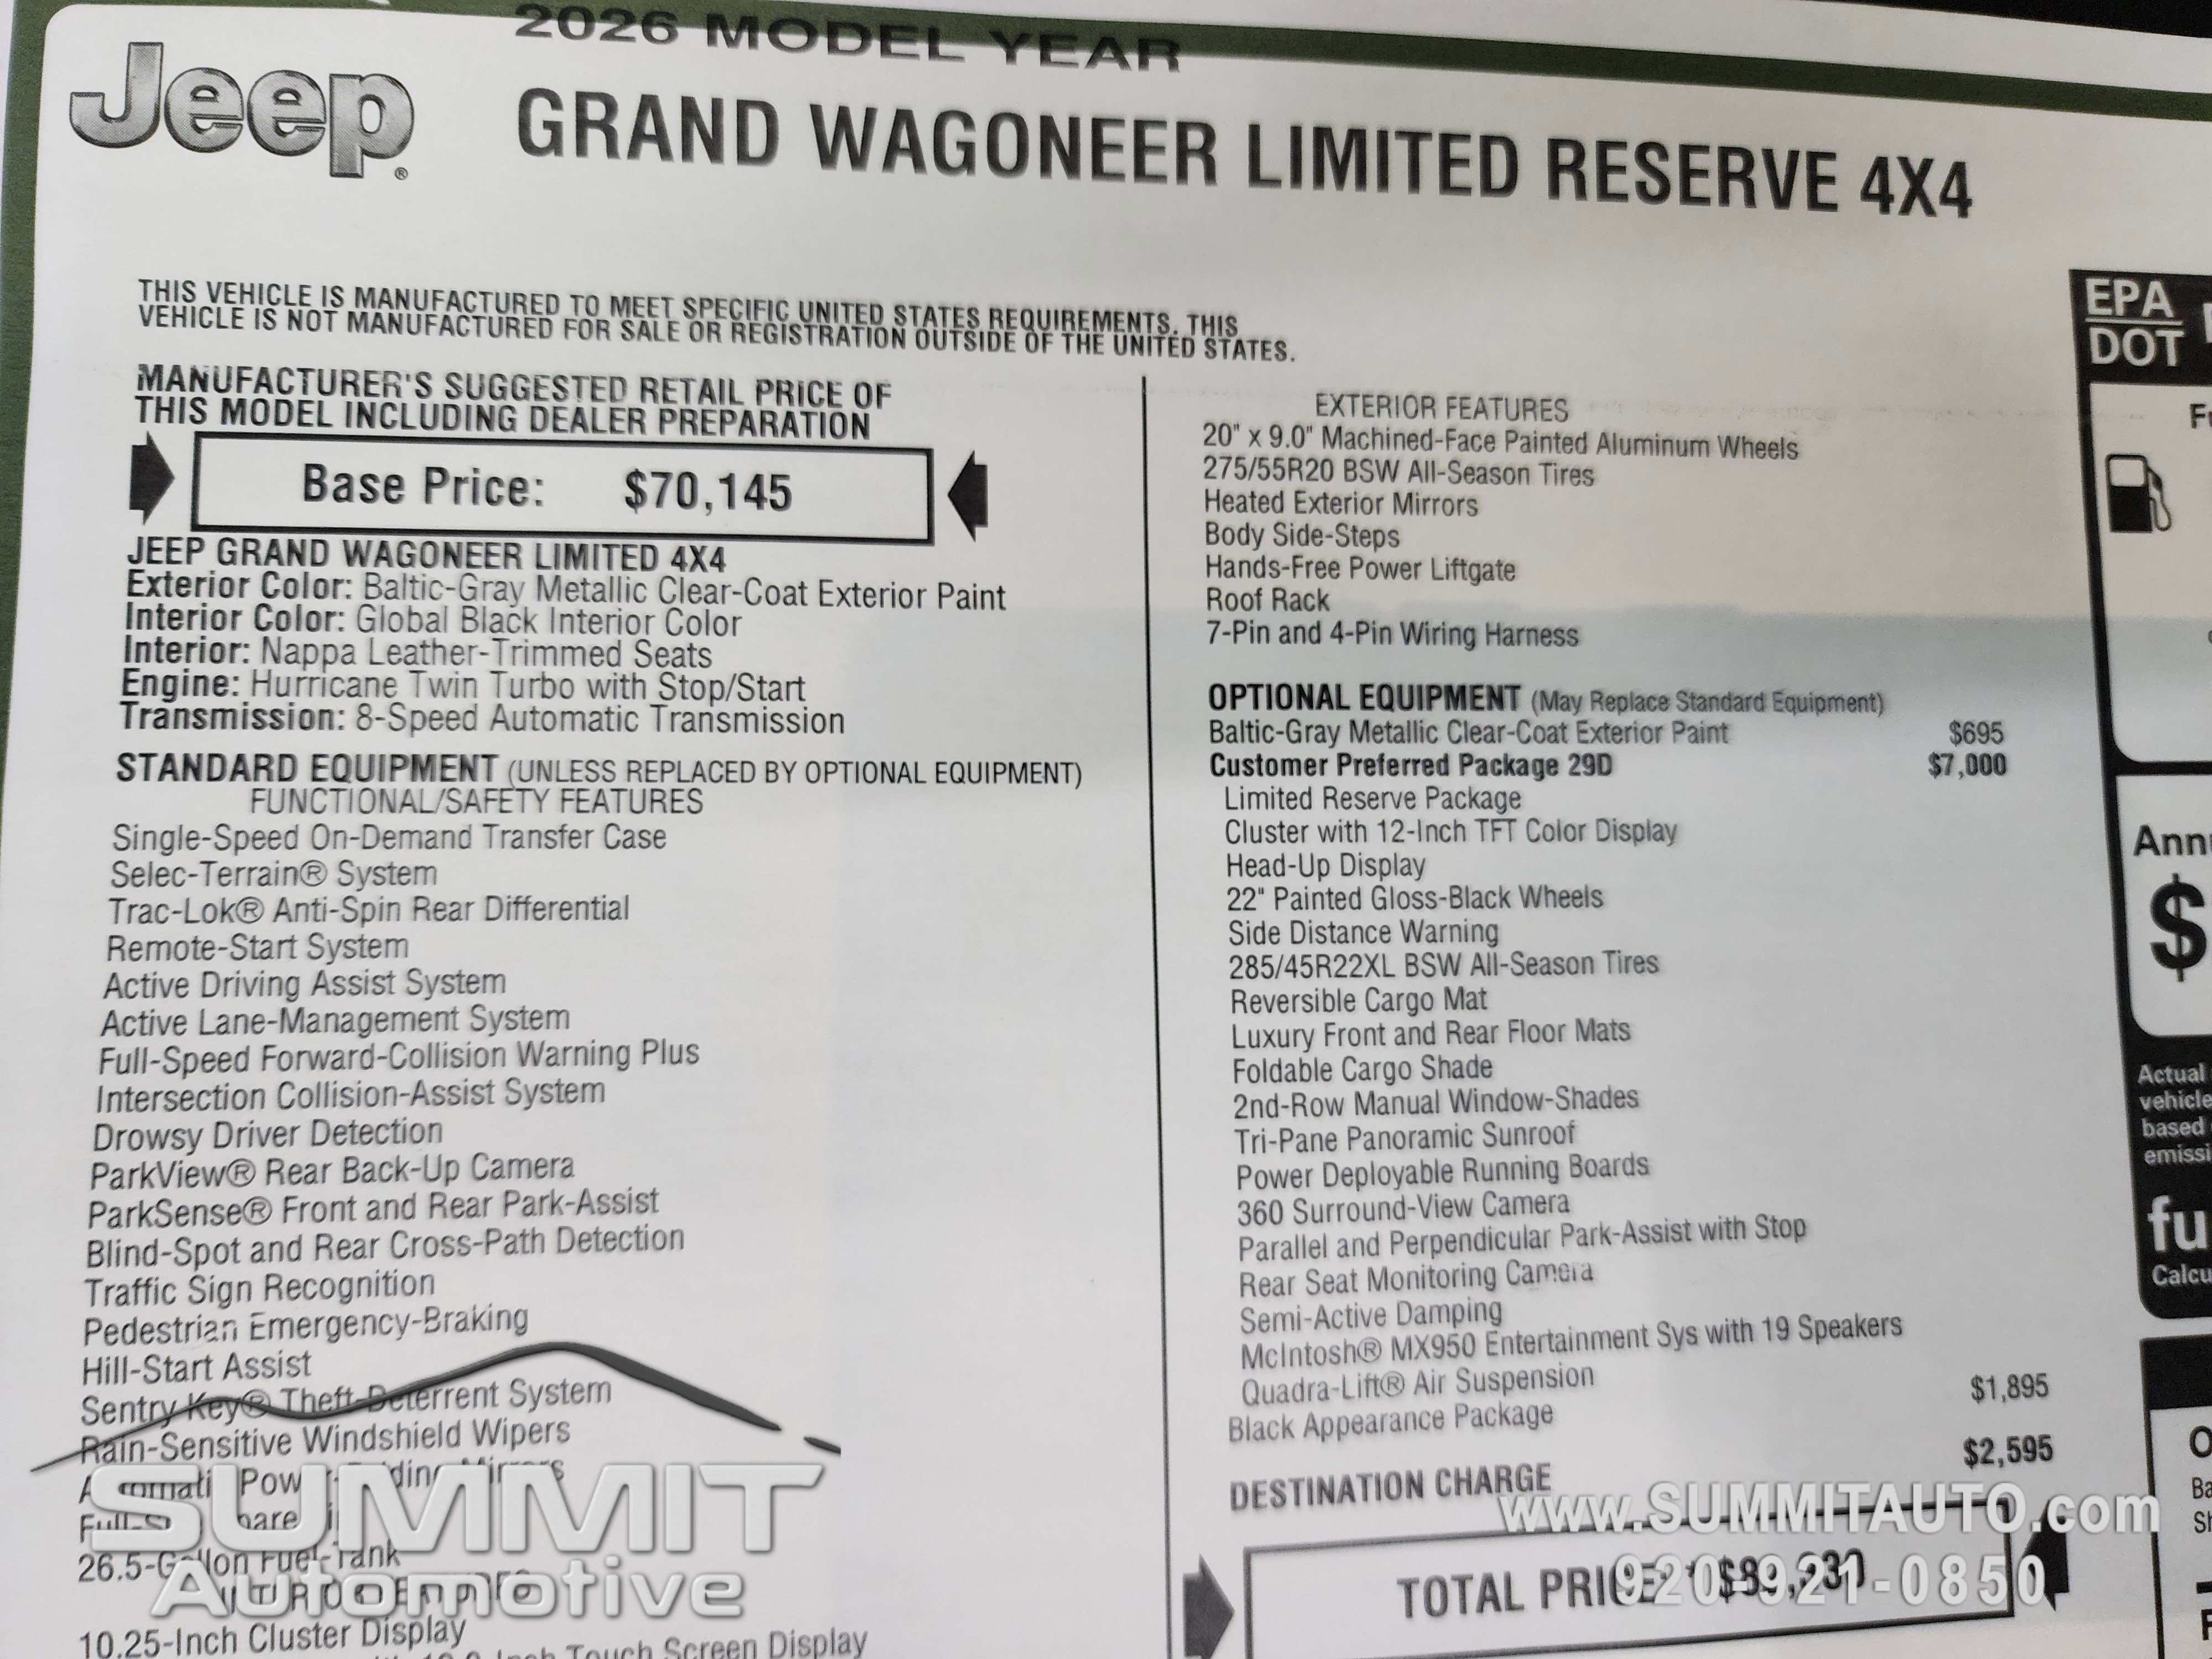 2026 MODEL YEAR
Jeep®
GRAND WAGONEER LIMITED RESERVE 4X4
THIS VEHICLE IS MANUFACTURED TO MEET SPECIFIC UNITED STATES REQUIREMENTS. THIS
VEHICLE IS NOT MANUFACTURED FOR SALE OR REGISTRATION OUTSIDE OF THE UNITED STATES.
MANUFACTURER'S SUGGESTED RETAIL PRICE OF
THIS MODEL INCLUDING DEALER PREPARATION
Base Price: $70,145
JEEP GRAND WAGONEER LIMITED 4X4
Exterior Color: Baltic-Gray Metallic Clear-Coat Exterior Paint
Interior Color: Global Black Interior Color
Interior: Nappa Leather-Trimmed Seats
Engine: Hurricane Twin Turbo with Stop/Start
Transmission: 8-Speed Automatic Transmission
STANDARD EQUIPMENT (UNLESS REPLACED BY OPTIONAL EQUIPMENT)
FUNCTIONAL/SAFETY FEATURES
Single-Speed On-Demand Transfer Case
Selec-Terrain® System
Trac-Lok® Anti-Spin Rear Differential
Remote-Start System
Active Driving Assist System
Active Lane-Management System
Full-Speed Forward-Collision Warning Plus
Intersection Collision-Assist System
Drowsy Driver Detection
ParkView® Rear Back-Up Camera
ParkSense® Front and Rear Park-Assist
Blind-Spot and Rear Cross-Path Detection
Traffic Sign Recognition
Pedestrian Emergency-Braking
Hill-Start Assist
Sentry Key® Theft-Deterrent System
Rain-Sensitive Windshield Wipers
26.5-Gallon Fuel-Tank
10.25-Inch Cluster Display
Touch Screen Display
EXTERIOR FEATURES
20" x 9.0" Machined-Face Painted Aluminum Wheels
275/55R20 BSW All-Season Tires
Heated Exterior Mirrors
Body Side-Steps
Hands-Free Power Liftgate
Roof Rack
7-Pin and 4-Pin Wiring Harness
OPTIONAL EQUIPMENT (May Replace Standard Equipment)
Baltic-Gray Metallic Clear-Coat Exterior Paint $695
Customer Preferred Package 29D $7,000
Limited Reserve Package
Cluster with 12-Inch TFT Color Display
Head-Up Display
22" Painted Gloss-Black Wheels
Side Distance Warning
285/45R22XL BSW All-Season Tires
Reversible Cargo Mat
Luxury Front and Rear Floor Mats
Foldable Cargo Shade
2nd-Row Manual Window-Shades
Tri-Pane Panoramic Sunroof
Power Deployable Running Boards
360 Surround-View Camera
Parallel and Perpendicular Park-Assist with Stop
Rear Seat Monitoring Camera
Semi-Active Damping
McIntosh® MX950 Entertainment Sys with 19 Speakers
Quadra-Lift® Air Suspension
Black Appearance Package $1,895
DESTINATION CHARGE $2,595
TOTAL PRICE:
EPA
DOT
$
Actual
vehicle
based
SUMMIT
Automotive
www.SUMMITAUTO.com
920-921-0850